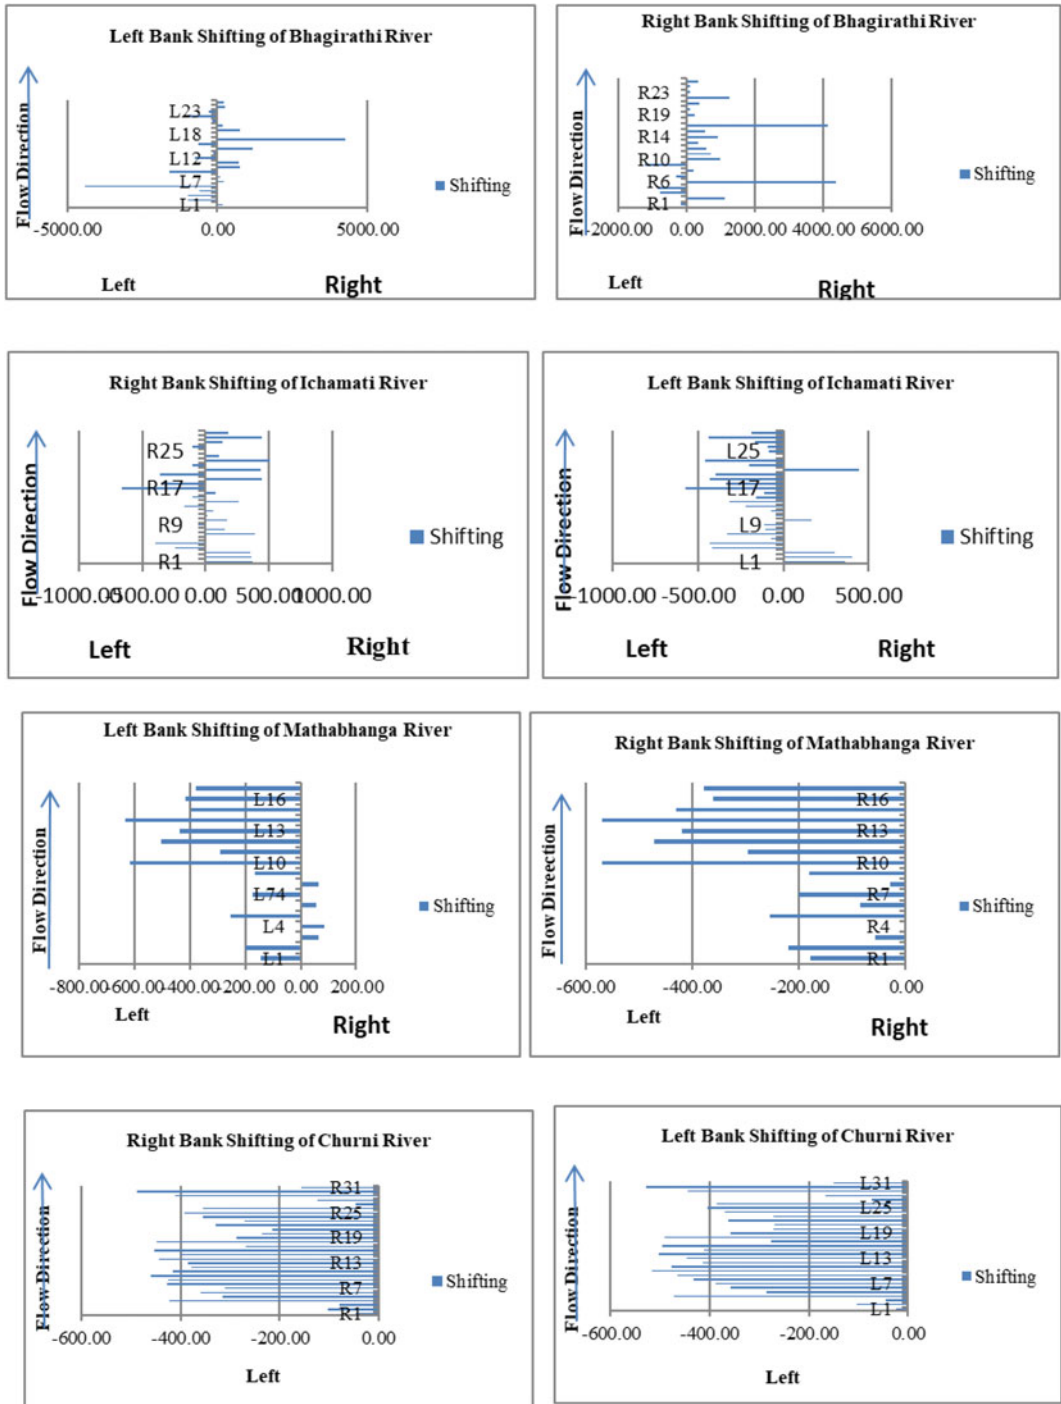 Left Bank Shifting of Bhagirathi River
Flow Direction
L23
L18
L12
L7
L1
-5000.00 0.00 5000.00
Shifting
Left Right
Right Bank Shifting of Bhagirathi River
Flow Direction
R23
R19
R14
R10
R6
R1
-2000.00 0.00 2000.00 4000.00 6000.00
Shifting
Left Right
Right Bank Shifting of Ichamati River
Flow Direction
R25
R17
R9
R1
-1000.00 -500.00 0.00 500.00 1000.00
Shifting
Left Right
Left Bank Shifting of Ichamati River
Flow Direction
L25
L17
L9
L1
-1000.00 -500.00 0.00 500.00
Shifting
Left Right
Left Bank Shifting of Mathabhanga River
Flow Direction
L16
L13
L10
L74
L4
L1
-800.00 -600.00 -400.00 -200.00 0.00 200.00
Shifting
Left Right
Right Bank Shifting of Mathabhanga River
Flow Direection
R16
R13
R10
R7
R4
R1
-600.00 -400.00 -200.00 0.00
Shifting
Left Right
Right Bank Shifting of Churni River
Flow Direction
R31
R25
R19
R13
R7
R1
-600.00 -400.00 -200.00 0.00
Shifting
Left
Left Bank Shifting of Churni River
Flow Direction
L31
L25
L19
L13
L7
L1
-600.00 -400.00 -200.00 0.00
Shifting
Left